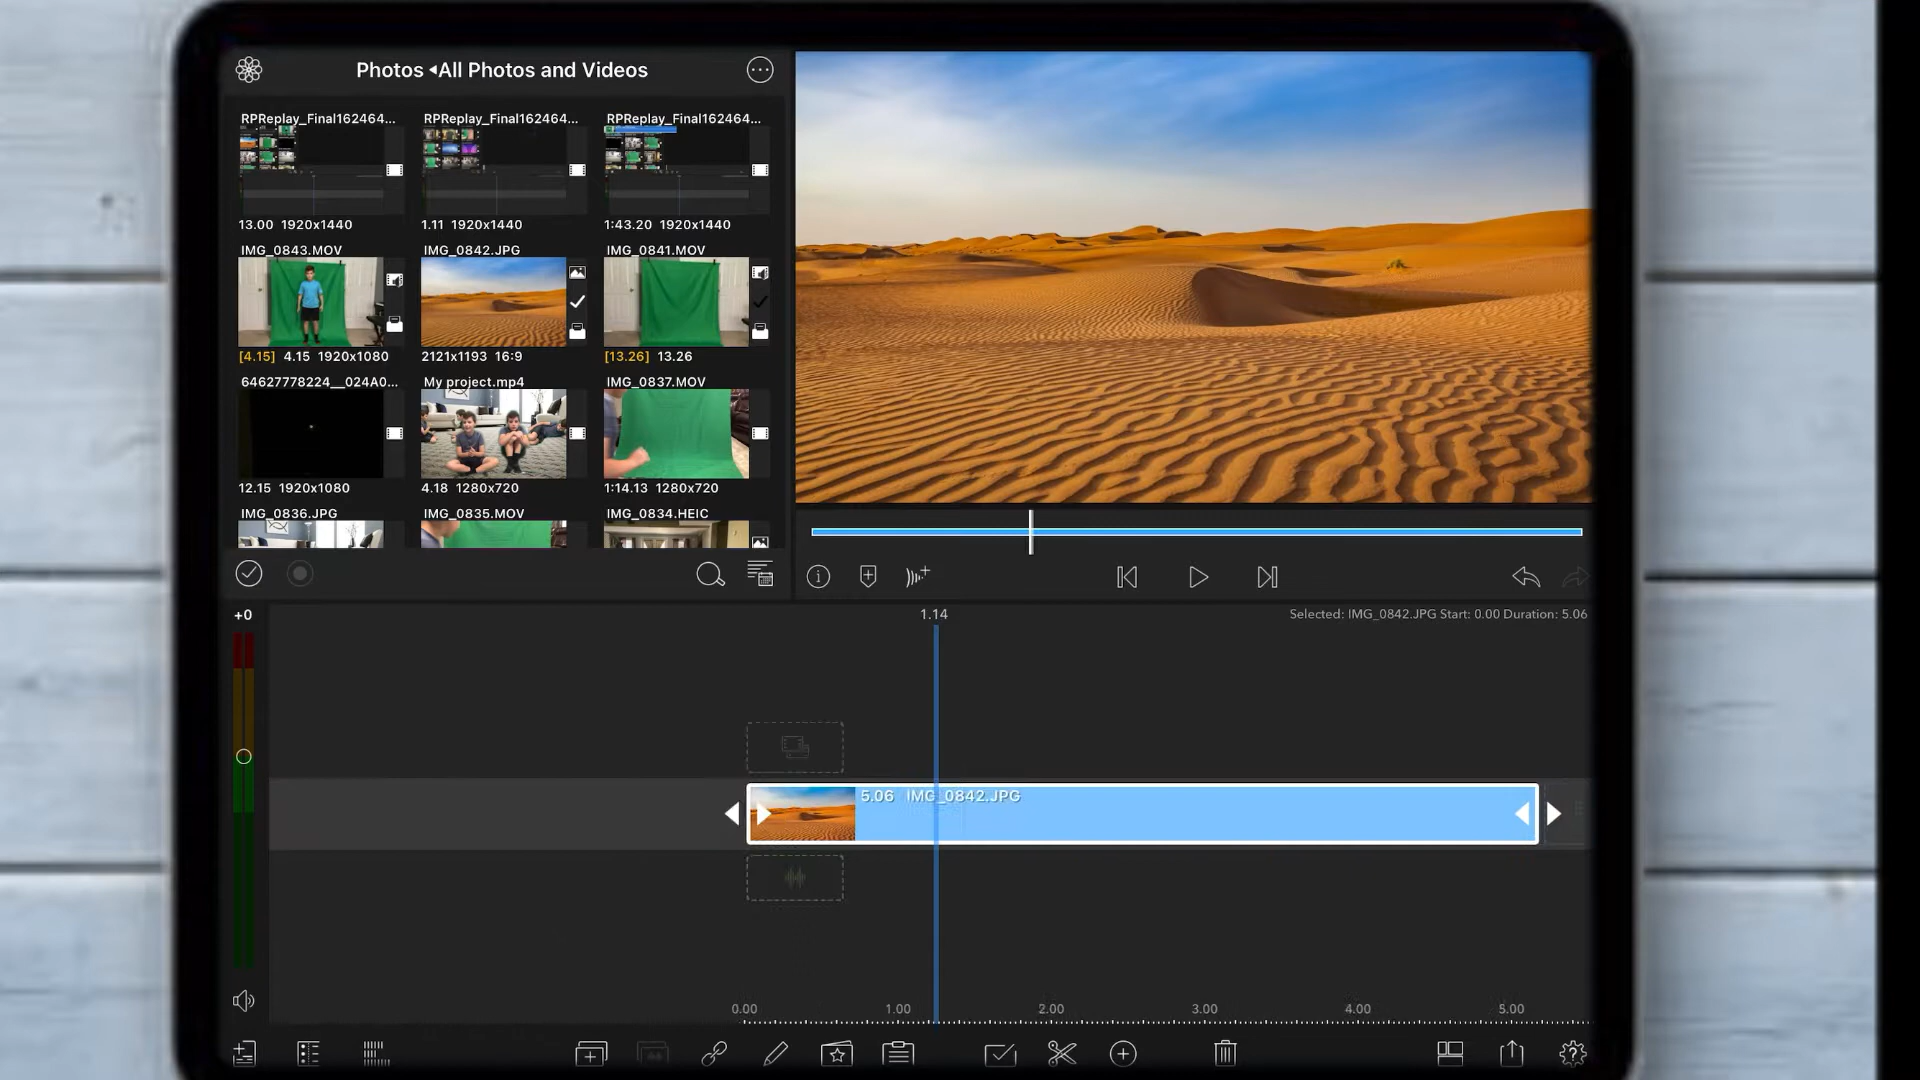 Photos ◂All Photos and Videos
RPReplay_Final162464... RPReplay_Final162464... RPReplay_Final162464...
13.00 1920x1440 1.11 1920x1440 1:43.20 1920x1440
IMG_0843.MOV IMG_0842.JPG IMG_0841.MOV
[4.15] 4.15 1920x1080 2121x1193 16:9 [13.26] 13.26
64627778224__024A0... My project.mp4 IMG_0837.MOV
12.15 1920x1080 4.18 1280x720 1:14.13 1280x720
IMG_0836.JPG IMG_0835.MOV IMG_0834.HEIC
+0
1.14
Selected: IMG_0842.JPG Start: 0.00 Duration: 5.06
5.06 IMG_0842.JPG
0.00 1.00 2.00 3.00 4.00 5.00